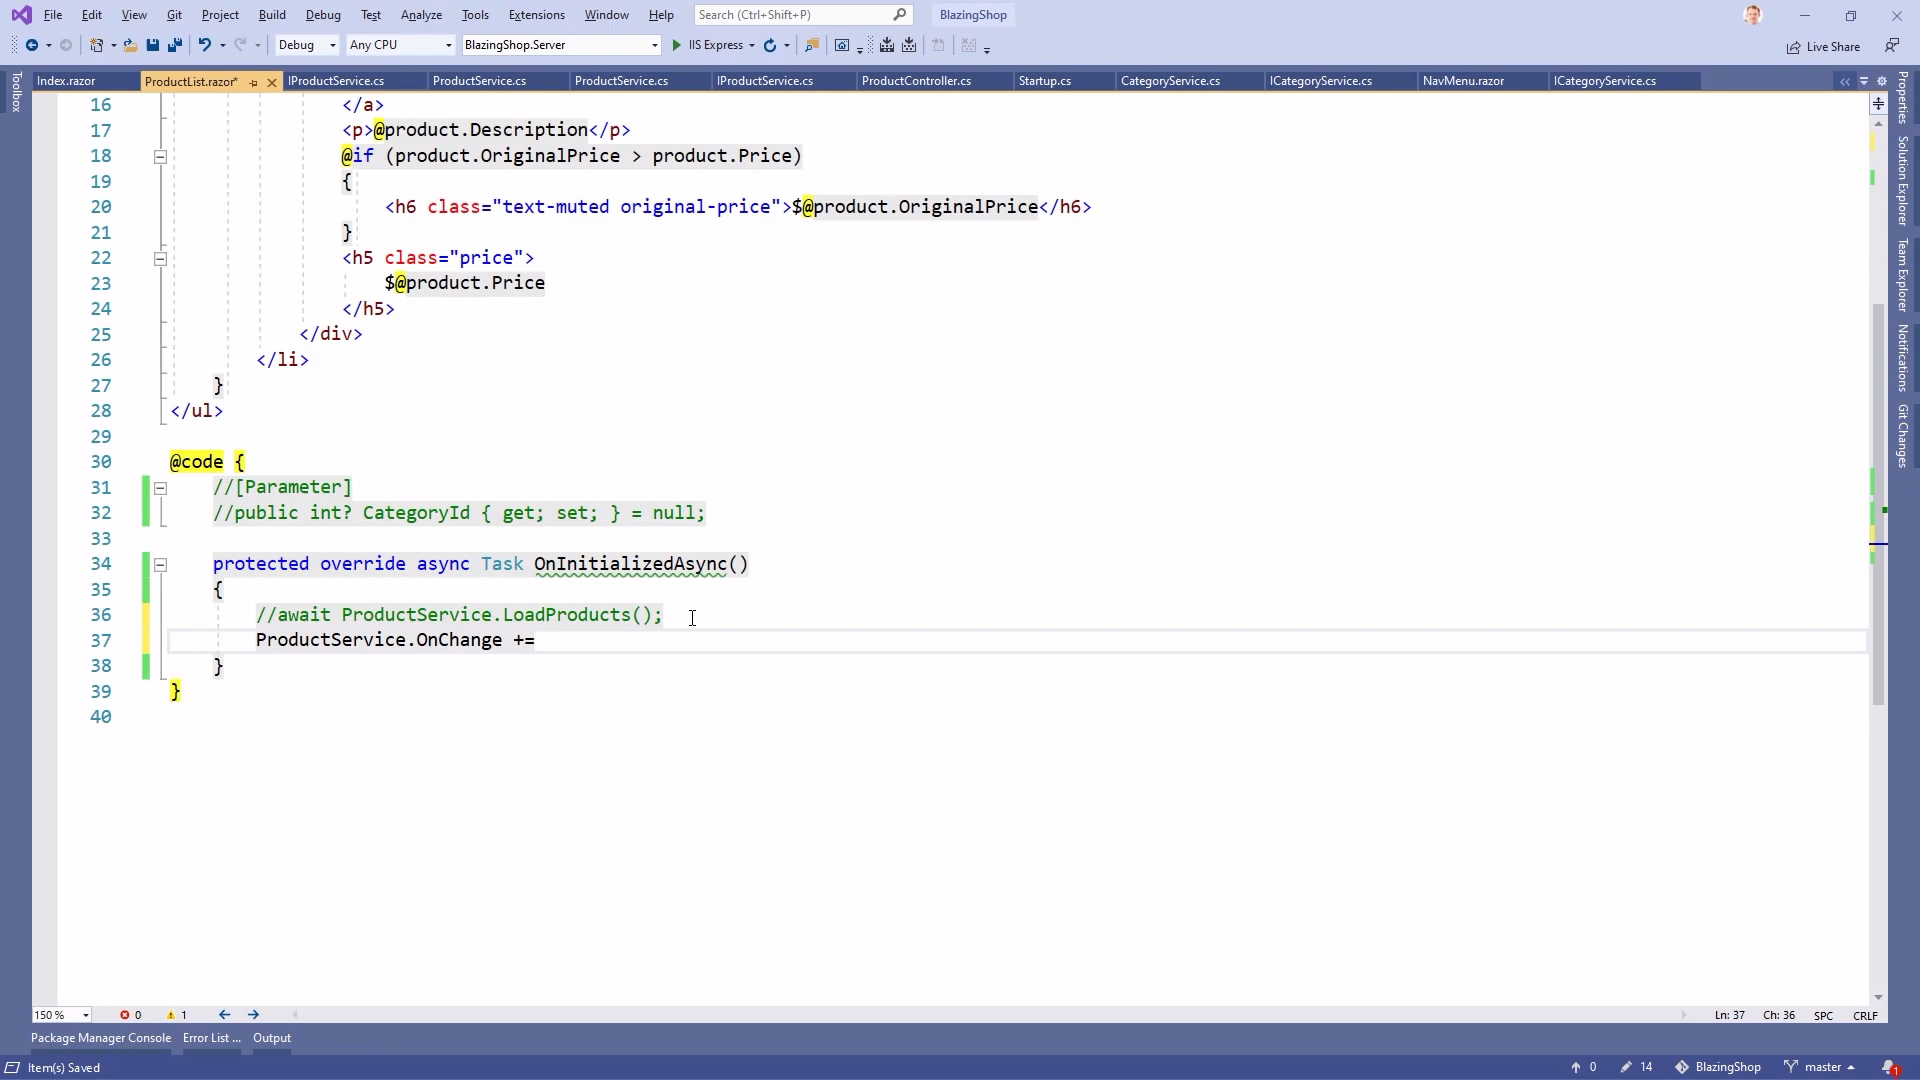 File Edit View Git Project Build Debug Test Analyze Tools Extensions Window Help Search (Ctrl+Shift+P) BlazingShop
Debug Any CPU BlazingShop.Server IIS Express Live Share
Index.razor ProductList.razor* IProductService.cs ProductService.cs ProductService.cs IProductService.cs ProductController.cs Startup.cs CategoryService.cs ICategoryService.cs NavMenu.razor ICategoryService.cs
Toolbox
16 </a>
17 <p>@product.Description</p>
18 @if (product.OriginalPrice > product.Price)
19 {
20 <h6 class="text-muted original-price">$@product.OriginalPrice</h6>
21 }
22 <h5 class="price">
23 $@product.Price
24 </h5>
25 </div>
26 </li>
27 }
28 </ul>
29
30 @code {
31 //[Parameter]
32 //public int? CategoryId { get; set; } = null;
33
34 protected override async Task OnInitializedAsync()
35 {
36 //await ProductService.LoadProducts();
37 ProductService.OnChange +=
38 }
39 }
40
Properties
Solution Explorer
Team Explorer
Notifications
Git Changes
150 % 0 1 Ln: 37 Ch: 36 SPC CRLF
Package Manager Console Error List ... Output
Item(s) Saved 0 14 BlazingShop master 1